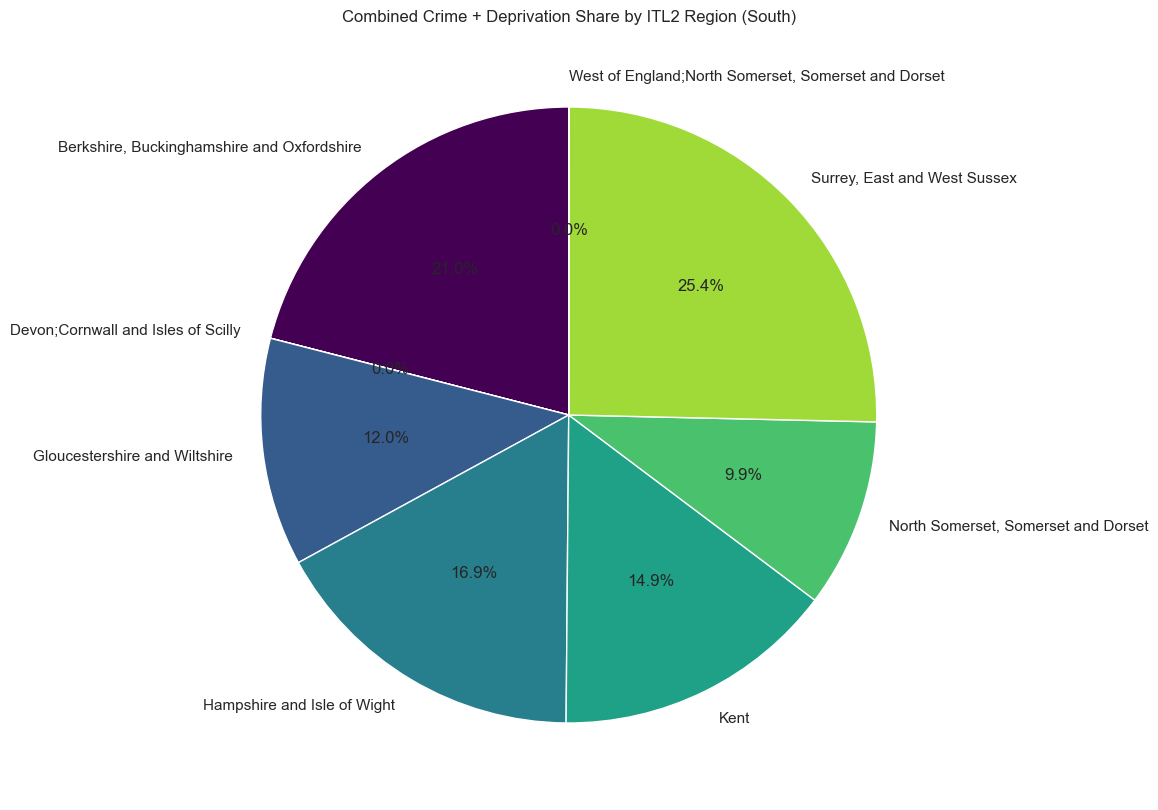 Combined Crime + Deprivation Share by ITL2 Region (South)
West of England;North Somerset, Somerset and Dorset
Berkshire, Buckinghamshire and Oxfordshire
Surrey, East and West Sussex
0.0%
21.0%
25.4%
Devon;Cornwall and Isles of Scilly
0.0%
12.0%
Gloucestershire and Wiltshire
9.9%
North Somerset, Somerset and Dorset
16.9%
14.9%
Hampshire and Isle of Wight
Kent